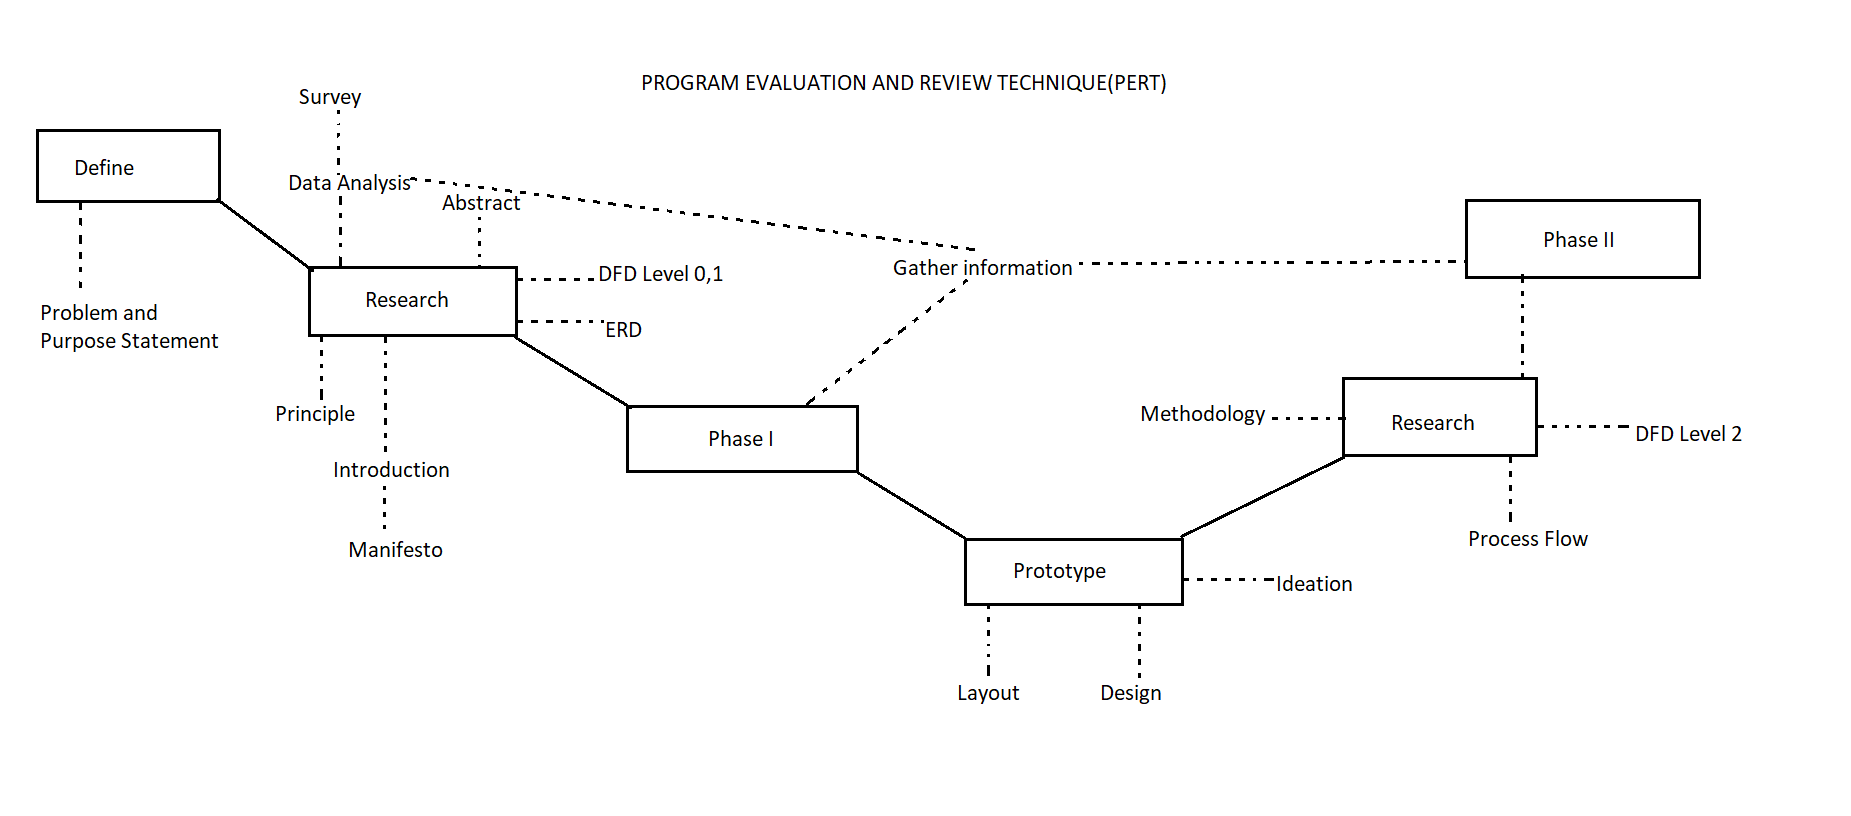 PROGRAM EVALUATION AND REVIEW TECHNIQUE(PERT)
Survey
Define
Data Analysis
Abstract
Phase II
Gather information
DFD Level 0,1
Research
Problem and
Purpose Statement
ERD
Principle
Phase I
Methodology
Research
DFD Level 2
Introduction
Manifesto
Process Flow
Prototype
Ideation
Layout
Design